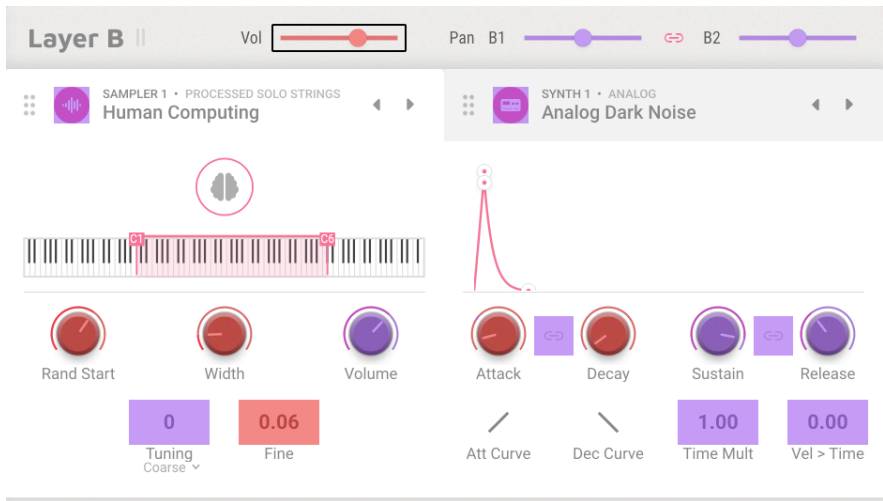 Layer B
Vol
Pan B1
B2
SAMPLER 1 • PROCESSED SOLO STRINGS
Human Computing
SYNTH 1 • ANALOG
Analog Dark Noise
C1
C6
Rand Start
Width
Volume
Attack
Decay
Sustain
Release
0
0.06
1.00
0.00
Tuning
Coarse
Fine
Att Curve
Dec Curve
Time Mult
Vel > Time